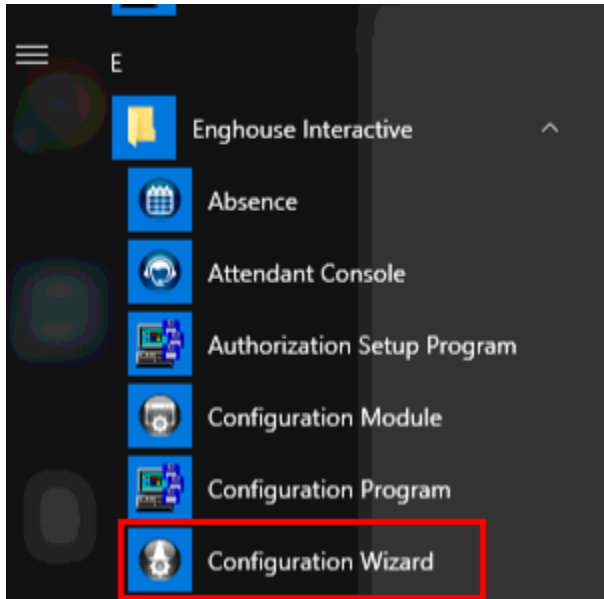 E
Enghouse Interactive
Absence
Attendant Console
Authorization Setup Program
Configuration Module
Configuration Program
Configuration Wizard